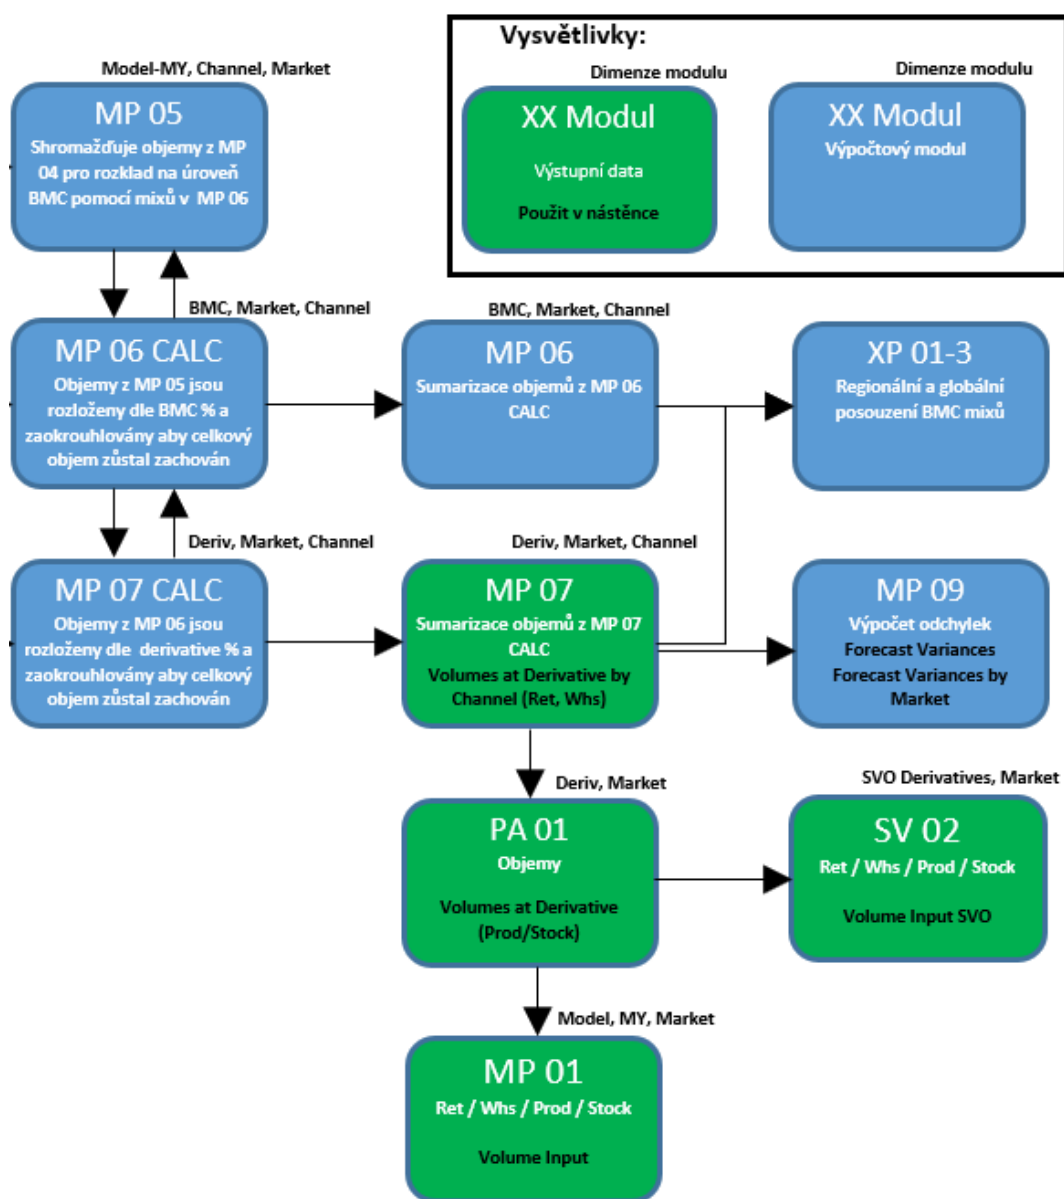 Vysvětlivky:
Dimenze modulu
Dimenze modulu
XX Modul
Výstupní data
Použit v nástěnce
XX Modul
Výpočtový modul
Model-MY, Channel, Market
MP 05
Shromažďuje objemy z MP
04 pro rozklad na úroveň
BMC pomocí mixů v  MP 06
BMC, Market, Channel
MP 06 CALC
Objemy z MP 05 jsou
rozloženy dle BMC % a
zaokrouhlovány aby celkový
objem zůstal zachován
BMC, Market, Channel
MP 06
Sumarizace objemů z MP 06
CALC
XP 01-3
Regionální a globální
posouzení BMC mixů
Deriv, Market, Channel
MP 07 CALC
Objemy z MP 06 jsou
rozloženy dle  derivative % a
zaokrouhlovány aby celkový
objem zůstal zachován
Deriv, Market, Channel
MP 07
Sumarizace objemů z MP 07
CALC
Volumes at Derivative by
Channel (Ret, Whs)
MP 09
Výpočet odchylek
Forecast Variances
Forecast Variances by
Market
Deriv, Market
PA 01
Objemy
Volumes at Derivative
(Prod/Stock)
SVO Derivatives, Market
SV 02
Ret / Whs / Prod / Stock
Volume Input SVO
Model, MY, Market
MP 01
Ret / Whs / Prod / Stock
Volume Input